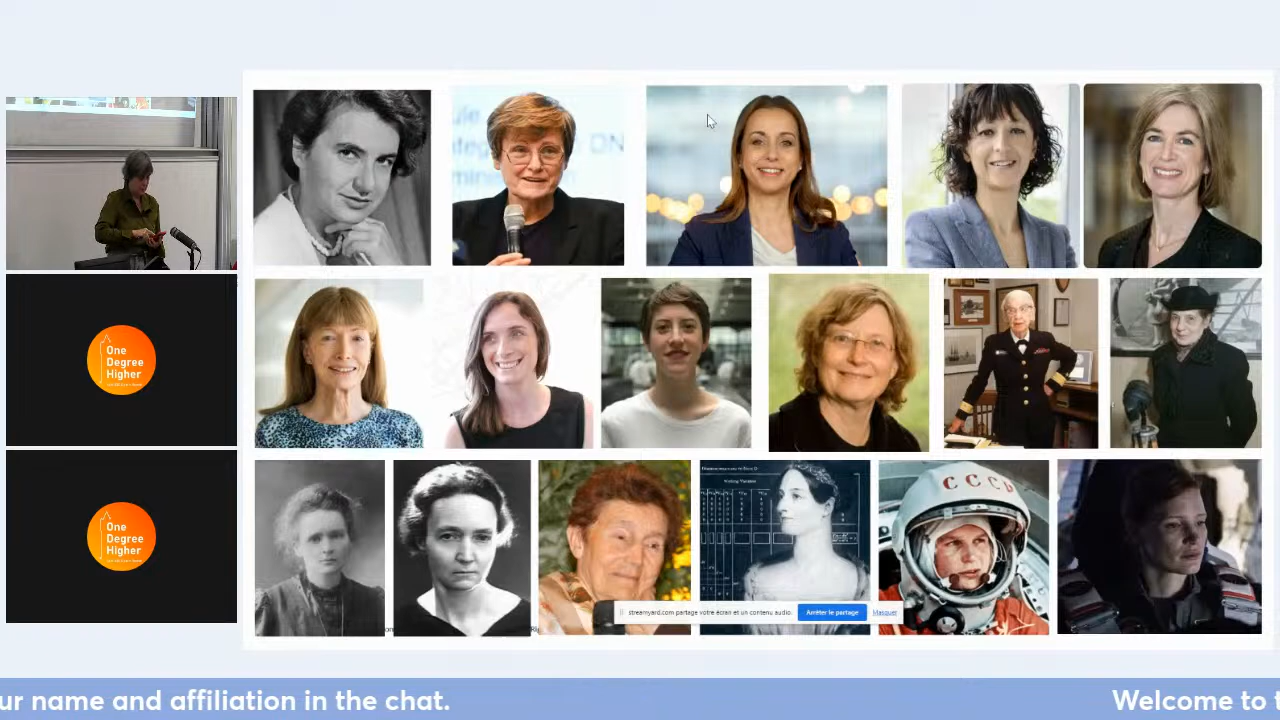 One
Degree
Higher
One
Degree
Higher
CCCP
streamyard.com partage votre écran et un contenu audio.
Arrêter le partage
Masquer
ur name and affiliation in the chat.
Welcome to t